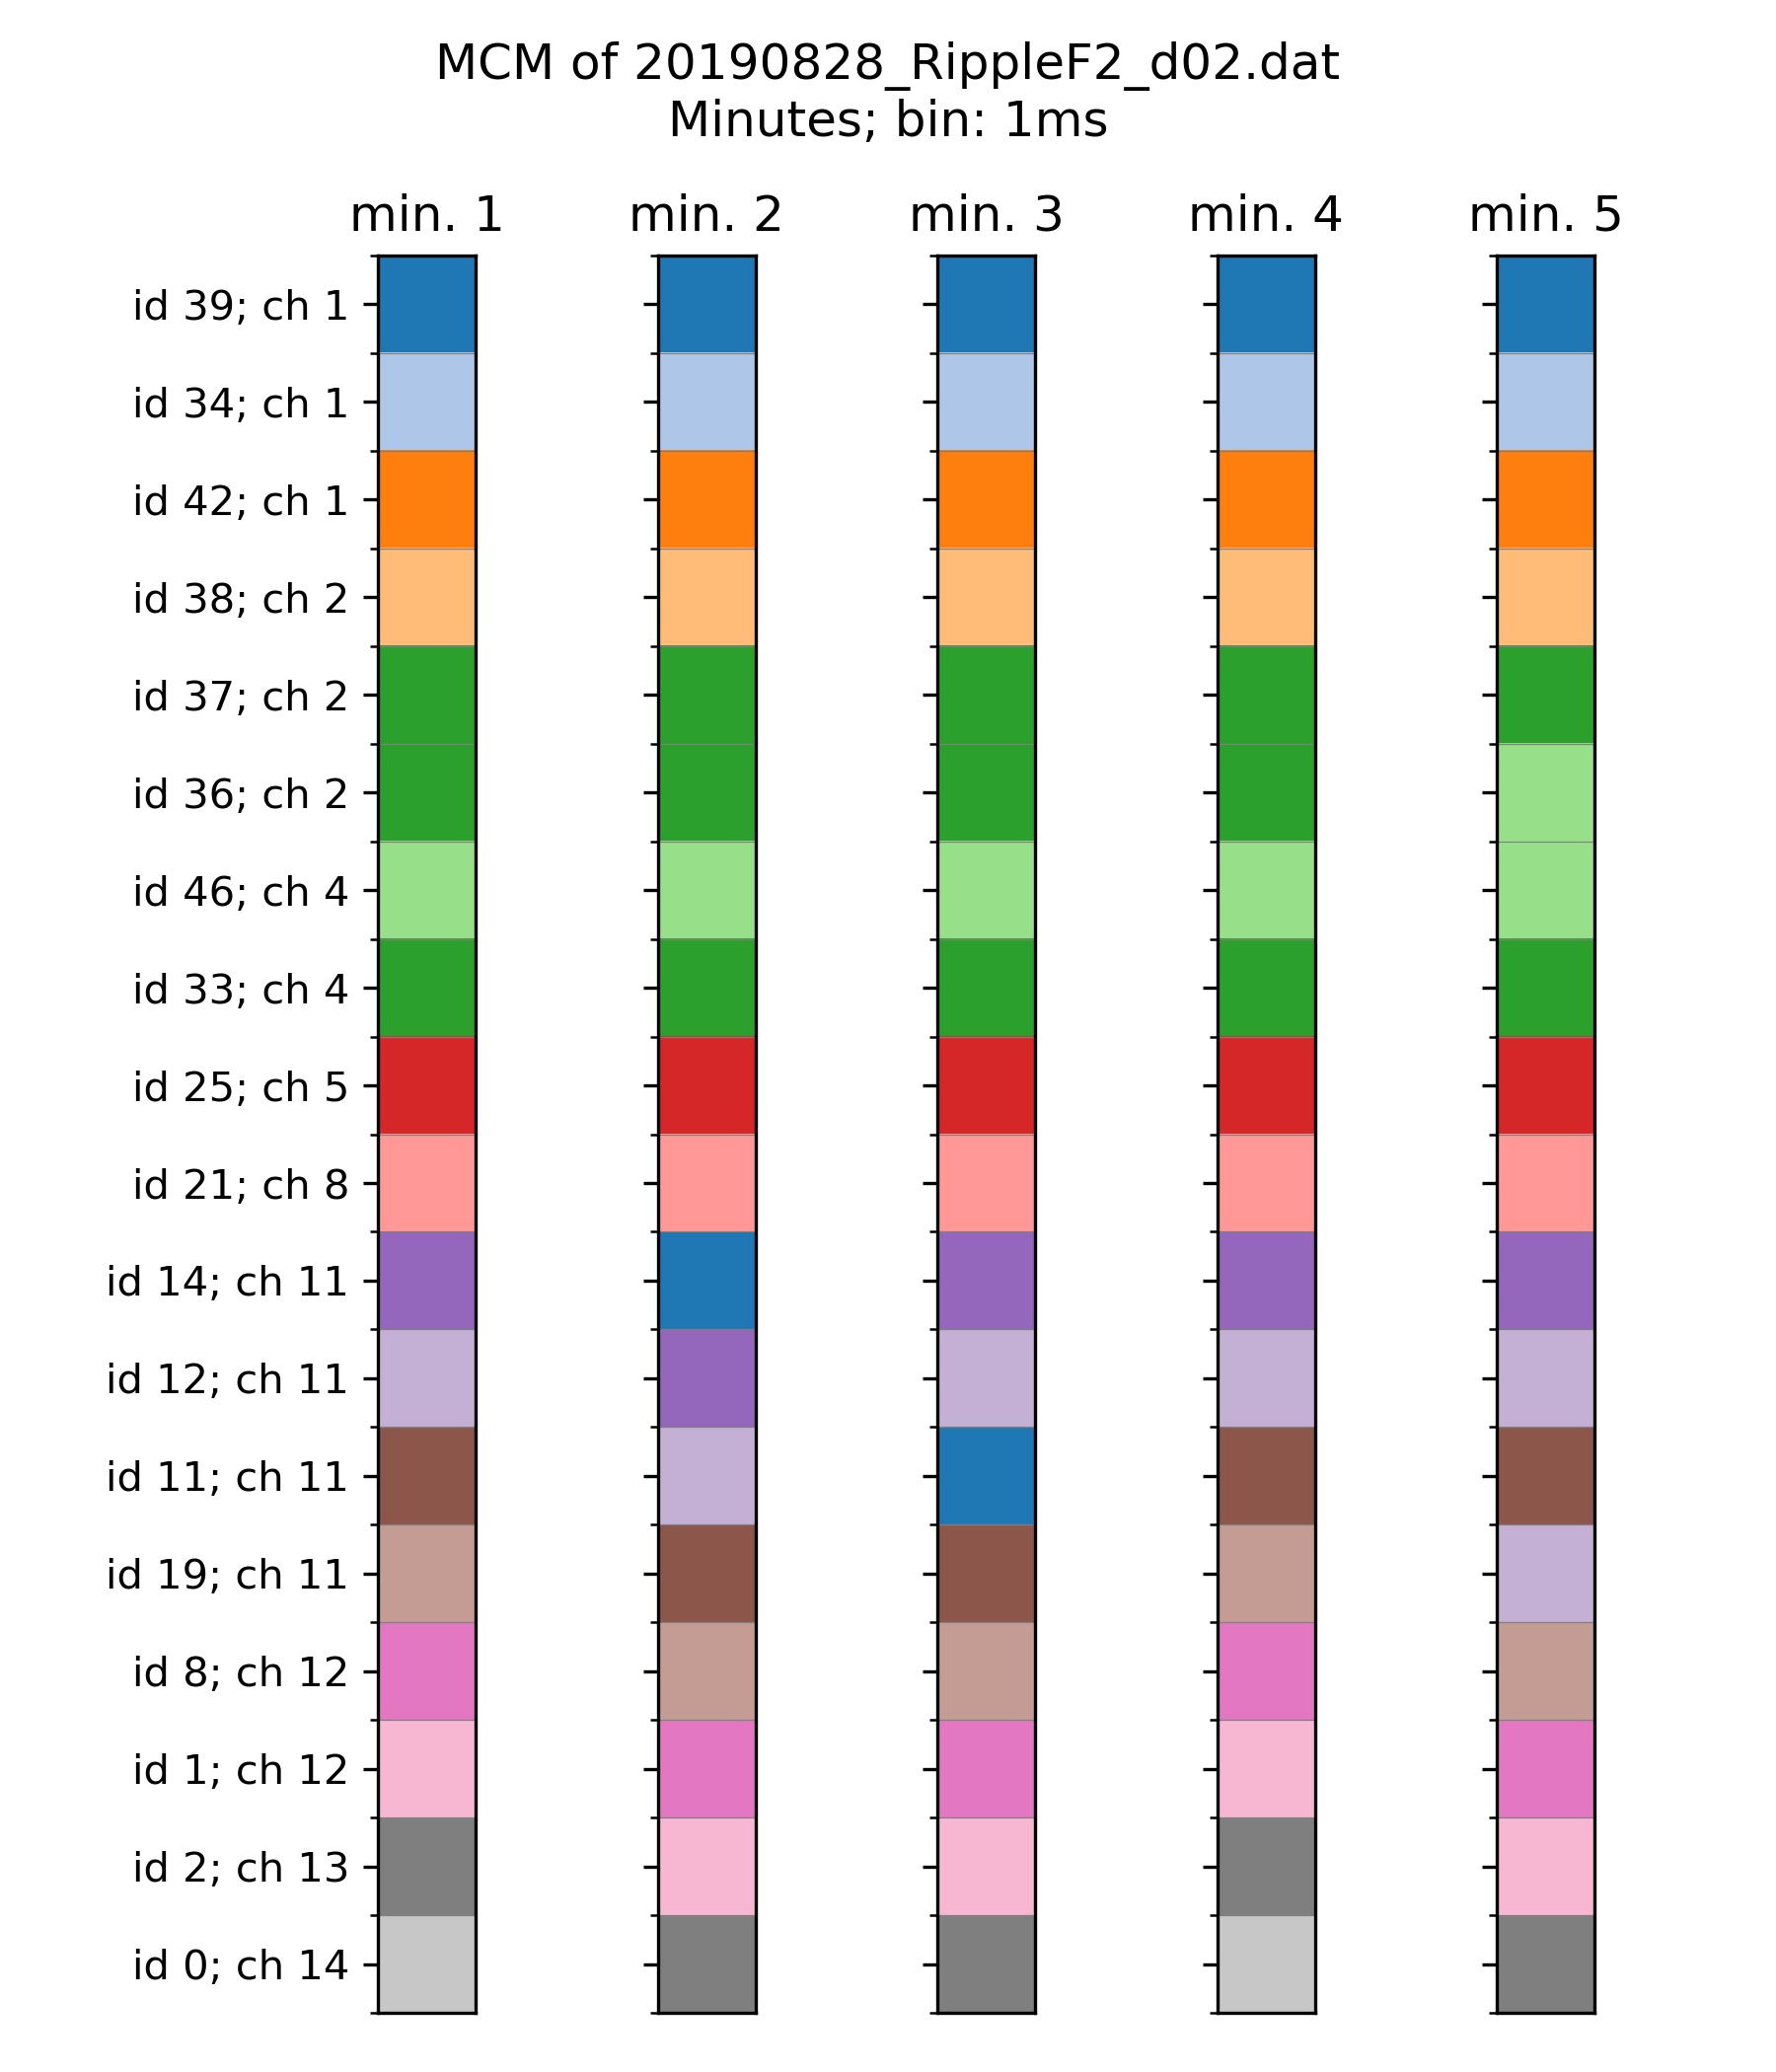 MCM of 20190828_RippleF2_d02.dat
Minutes; bin: 1ms
min. 1 min. 2 min. 3 min. 4 min. 5
id 39; ch 1
id 34; ch 1
id 42; ch 1
id 38; ch 2
id 37; ch 2
id 36; ch 2
id 46; ch 4
id 33; ch 4
id 25; ch 5
id 21; ch 8
id 14; ch 11
id 12; ch 11
id 11; ch 11
id 19; ch 11
id 8; ch 12
id 1; ch 12
id 2; ch 13
id 0; ch 14